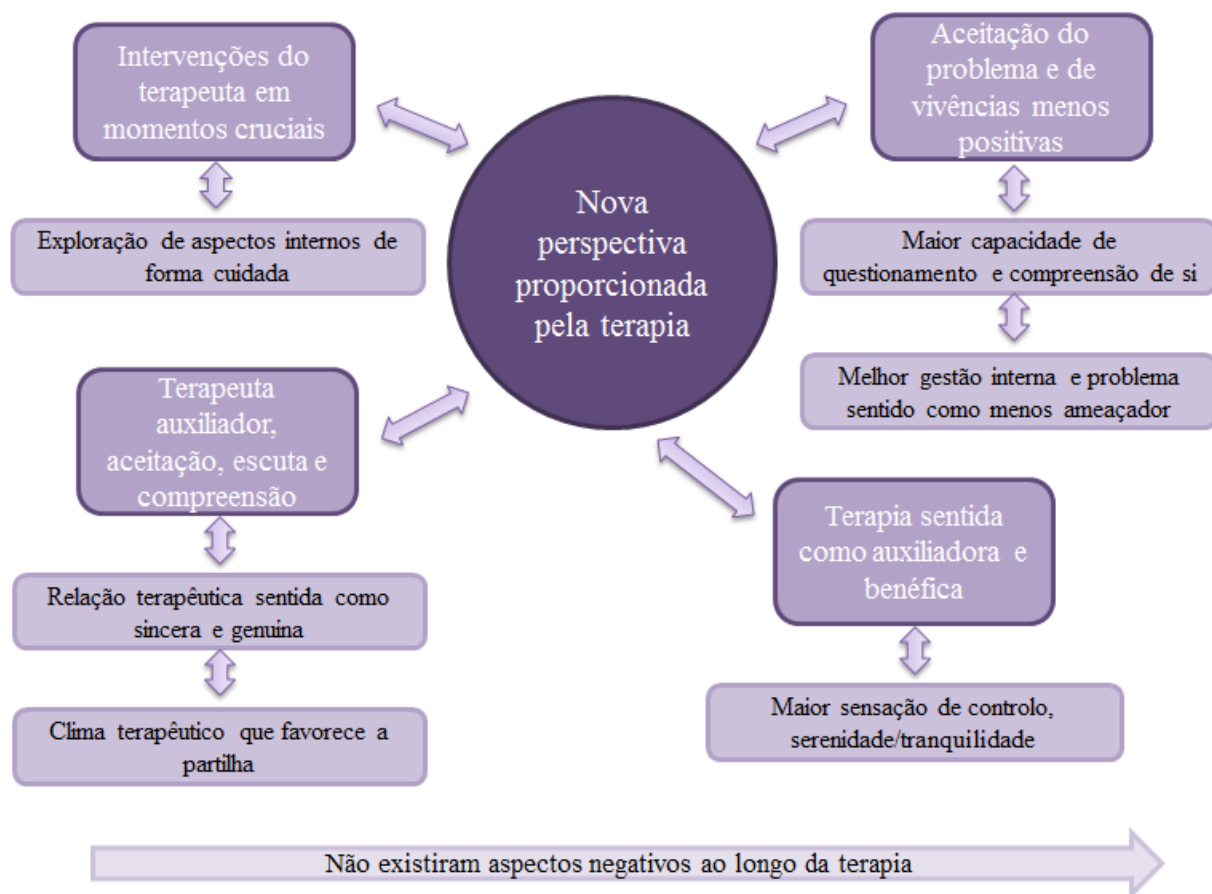 Intervenções do
terapeuta em
momentos cruciais
Exploração de aspectos internos de
forma cuidada
Terapeuta
auxiliador,
aceitação, escuta e
compreensão
Relação terapêutica sentida como
sincera e genuina
Clima terapêutico que favorece a
partilha
Nova
perspectiva
proporcionada
pela terapia
Aceitação do
problema e de
vivências menos
positivas
Maior capacidade de
questionamento e compreensão de si
Melhor gestão interna e problema
sentido como menos ameaçador
Terapia sentida
como auxiliadora e
benéfica
Maior sensação de controlo,
serenidade/tranquilidade
Não existiram aspectos negativos ao longo da terapia